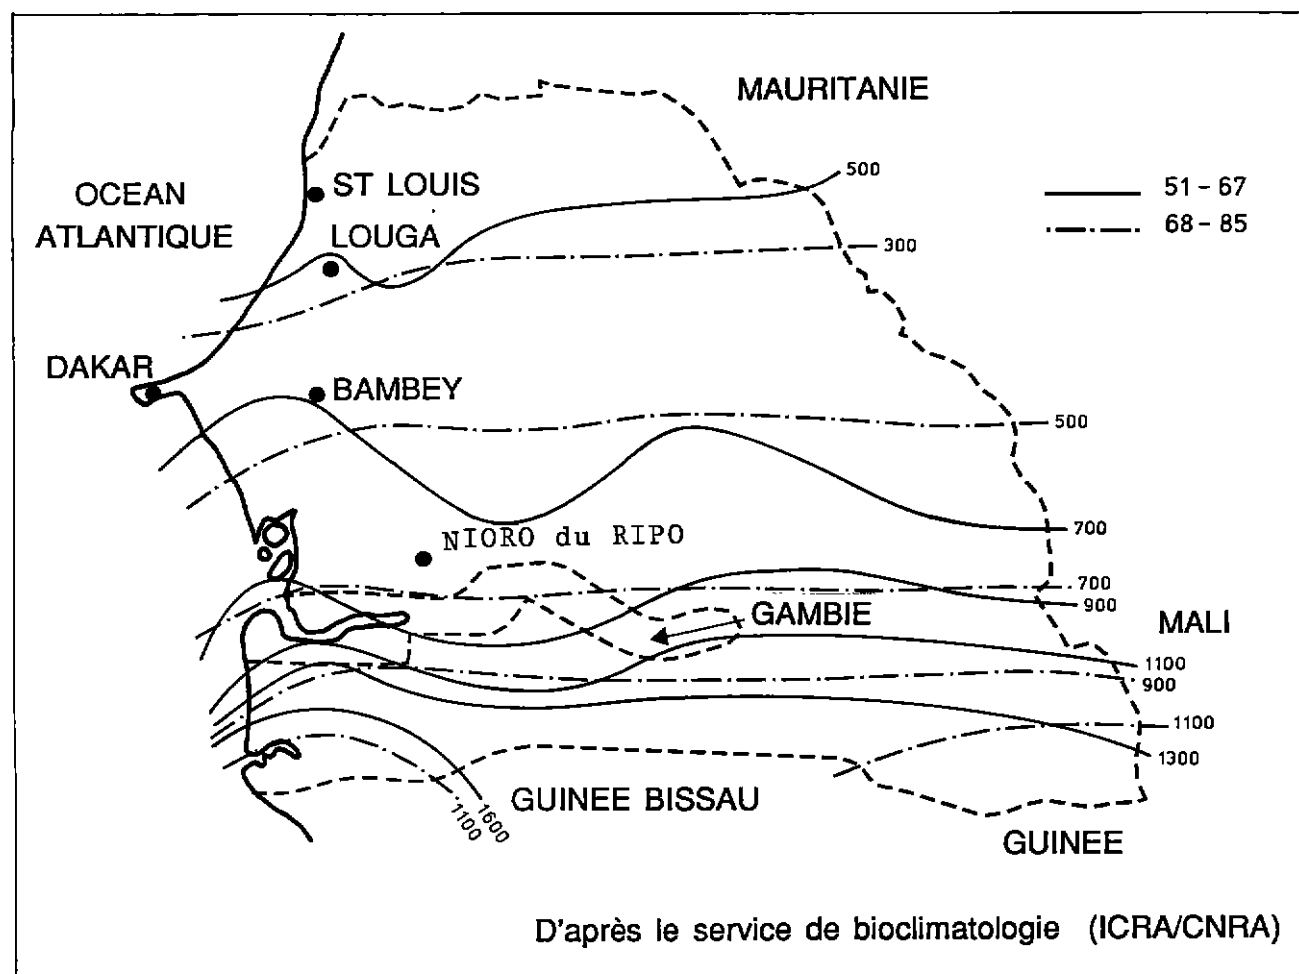 MAURITANIE
500
51 - 67
OCEAN
ATLANTIQUE
ST LOUIS
68 - 85
LOUGA
300
DAKAR
BAMBEY
500
700
NIORO du RIPO
700
900
GAMBIE
MALI
1100
900
1100
1300
GUINEE BISSAU
1600
1100
GUINEE
D'après le service de bioclimatologie (ICRA/CNRA)